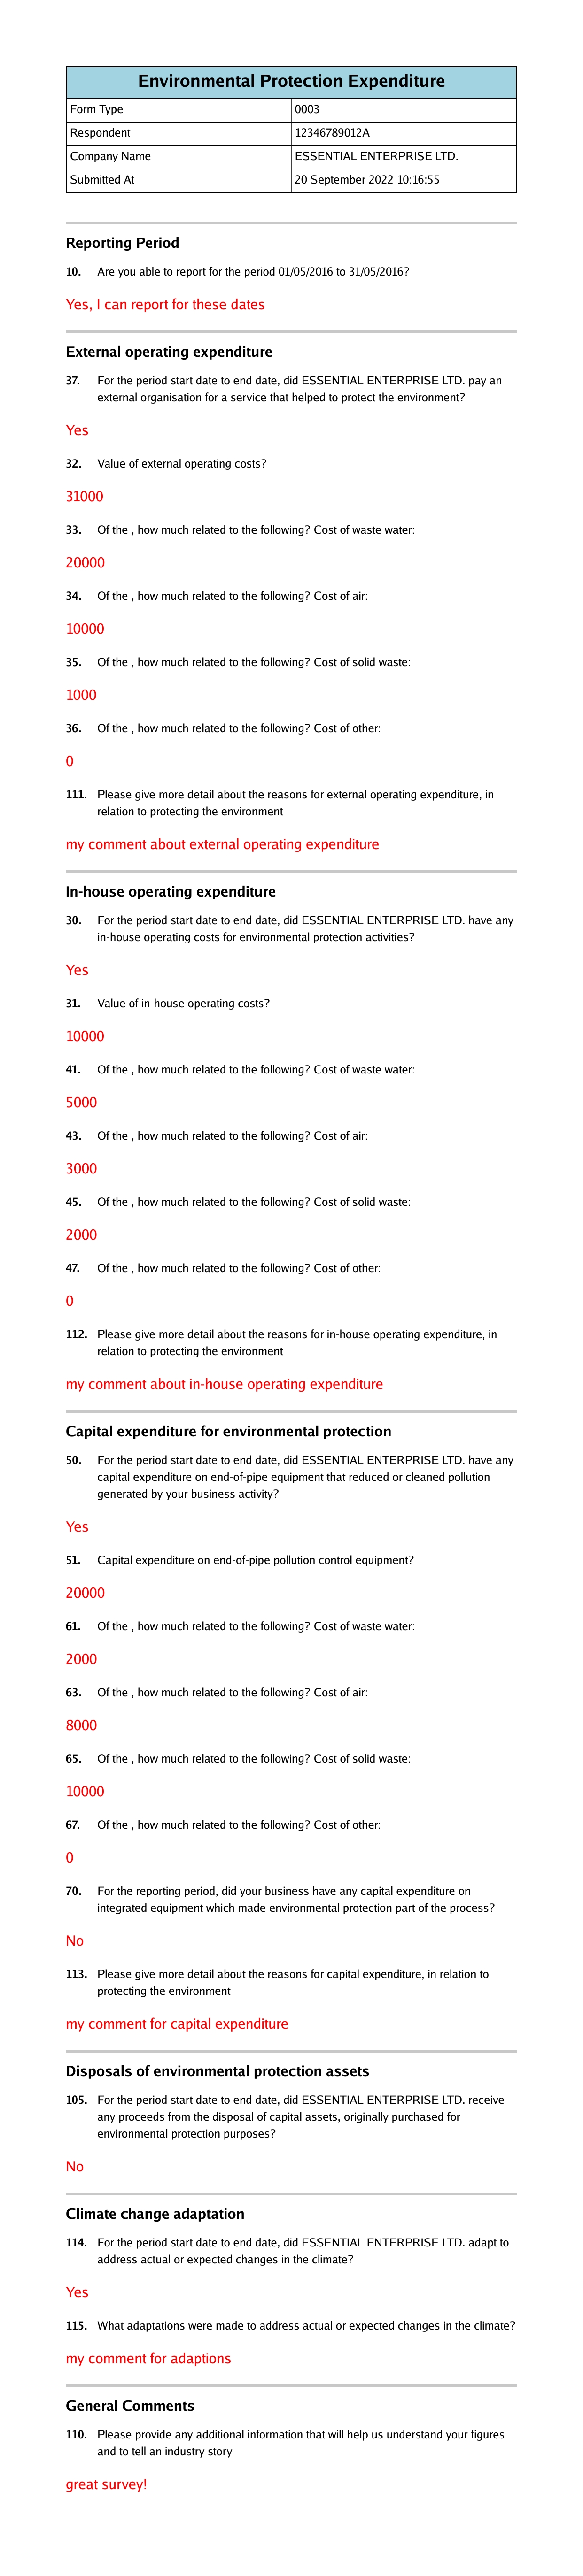 Environmental Protection Expenditure
Form Type 0003
Respondent 12346789012A
Company Name ESSENTIAL ENTERPRISE LTD.
Submitted At 20 September 2022 10:16:55
Reporting Period
10. Are you able to report for the period 01/05/2016 to 31/05/2016?
Yes, I can report for these dates
External operating expenditure
37. For the period start date to end date, did ESSENTIAL ENTERPRISE LTD. pay an
external organisation for a service that helped to protect the environment?
Yes
32. Value of external operating costs?
31000
33. Of the , how much related to the following? Cost of waste water:
20000
34. Of the , how much related to the following? Cost of air:
10000
35. Of the , how much related to the following? Cost of solid waste:
1000
36. Of the , how much related to the following? Cost of other:
0
111. Please give more detail about the reasons for external operating expenditure, in
relation to protecting the environment
my comment about external operating expenditure
In-house operating expenditure
30. For the period start date to end date, did ESSENTIAL ENTERPRISE LTD. have any
in-house operating costs for environmental protection activities?
Yes
31. Value of in-house operating costs?
10000
41. Of the , how much related to the following? Cost of waste water:
5000
43. Of the , how much related to the following? Cost of air:
3000
45. Of the , how much related to the following? Cost of solid waste:
2000
47. Of the , how much related to the following? Cost of other:
0
112. Please give more detail about the reasons for in-house operating expenditure, in
relation to protecting the environment
my comment about in-house operating expenditure
Capital expenditure for environmental protection
50. For the period start date to end date, did ESSENTIAL ENTERPRISE LTD. have any
capital expenditure on end-of-pipe equipment that reduced or cleaned pollution
generated by your business activity?
Yes
51. Capital expenditure on end-of-pipe pollution control equipment?
20000
61. Of the , how much related to the following? Cost of waste water:
2000
63. Of the , how much related to the following? Cost of air:
8000
65. Of the , how much related to the following? Cost of solid waste:
10000
67. Of the , how much related to the following? Cost of other:
0
70. For the reporting period, did your business have any capital expenditure on
integrated equipment which made environmental protection part of the process?
No
113. Please give more detail about the reasons for capital expenditure, in relation to
protecting the environment
my comment for capital expenditure
Disposals of environmental protection assets
105. For the period start date to end date, did ESSENTIAL ENTERPRISE LTD. receive
any proceeds from the disposal of capital assets, originally purchased for
environmental protection purposes?
No
Climate change adaptation
114. For the period start date to end date, did ESSENTIAL ENTERPRISE LTD. adapt to
address actual or expected changes in the climate?
Yes
115. What adaptations were made to address actual or expected changes in the climate?
my comment for adaptions
General Comments
110. Please provide any additional information that will help us understand your figures
and to tell an industry story
great survey!